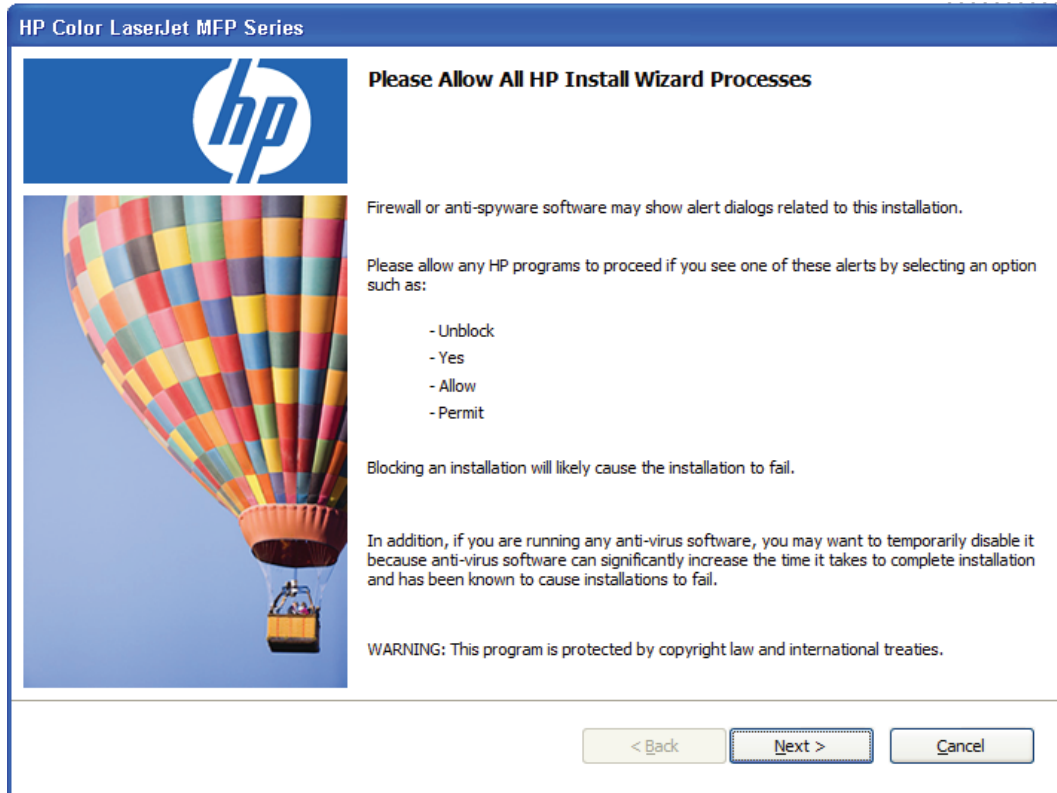 HP Color LaserJet MFP Series
hp
Please Allow All HP Install Wizard Processes
Firewall or anti-spyware software may show alert dialogs related to this installation.
Please allow any HP programs to proceed if you see one of these alerts by selecting an option
such as:
- Unblock
- Yes
- Allow
- Permit
Blocking an installation will likely cause the installation to fail.
In addition, if you are running any anti-virus software, you may want to temporarily disable it
because anti-virus software can significantly increase the time it takes to complete installation
and has been known to cause installations to fail.
WARNING: This program is protected by copyright law and international treaties.
< Back
Next >
Cancel